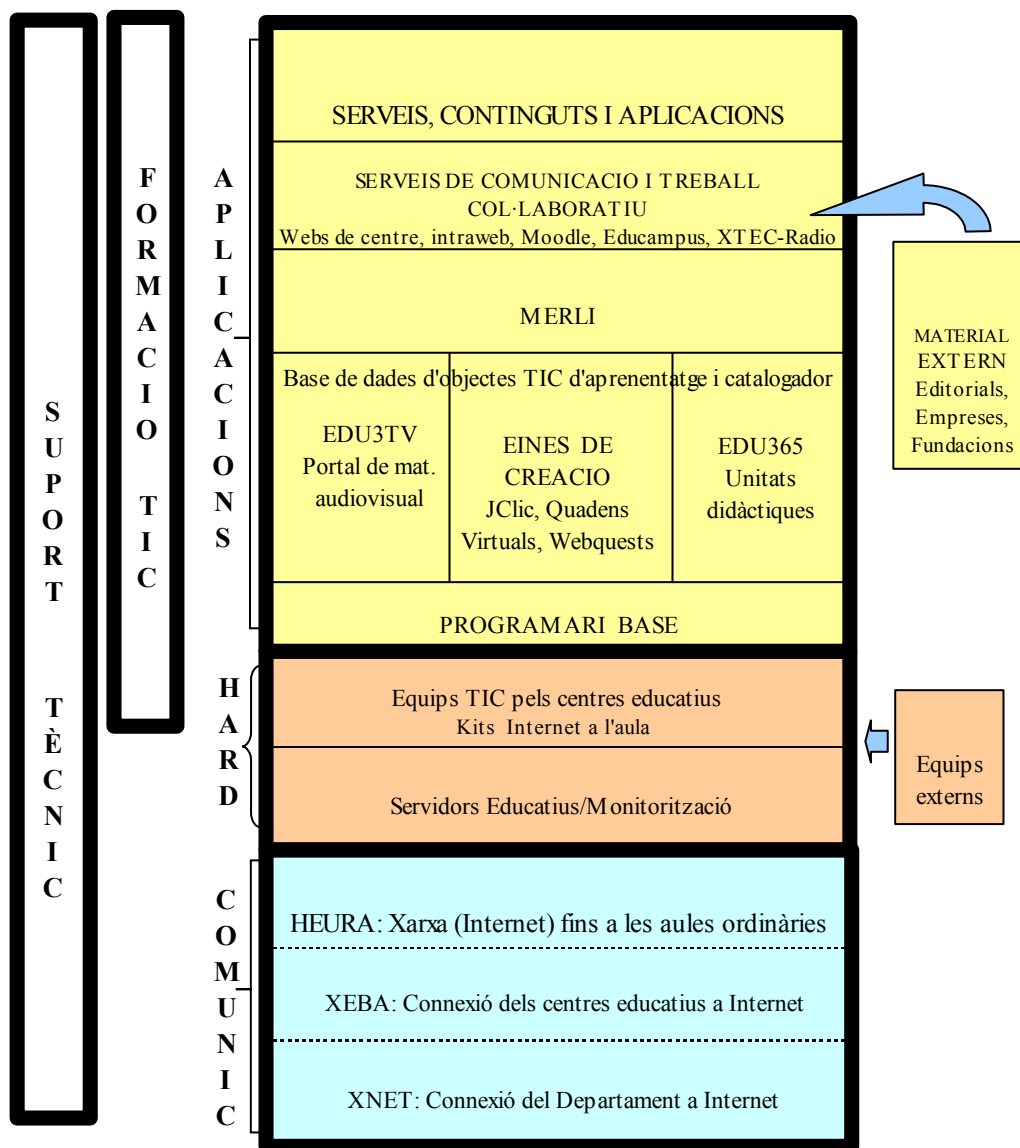 SUPORT TÈCNIC
FORMACIO TIC
APLICACIONS
SERVEIS, CONTINGUTS I APLICACIONS
SERVEIS DE COMUNICACIO I TREBALL
COL·LABORATIU
Webs de centre, intraweb, Moodle, Educampus, XTEC-Radio
MERLI
Base de dades d'objectes TIC d'aprenentatge i catalogador
EDU3TV
Portal de mat.
audiovisual
EINES DE
CREACIO
JClic, Quadens
Virtuals, Webquests
EDU365
Unitats
didàctiques
PROGRAMARI BASE
MATERIAL
EXTERN
Editorials,
Empreses,
Fundacions
HARD
Equips TIC pels centres educatius
Kits Internet a l'aula
Servidors Educatius/Monitorització
Equips
externs
COMUNIC
HEURA: Xarxa (Internet) fins a les aules ordinàries
XEBA: Connexió dels centres educatius a Internet
XNET: Connexió del Departament a Internet